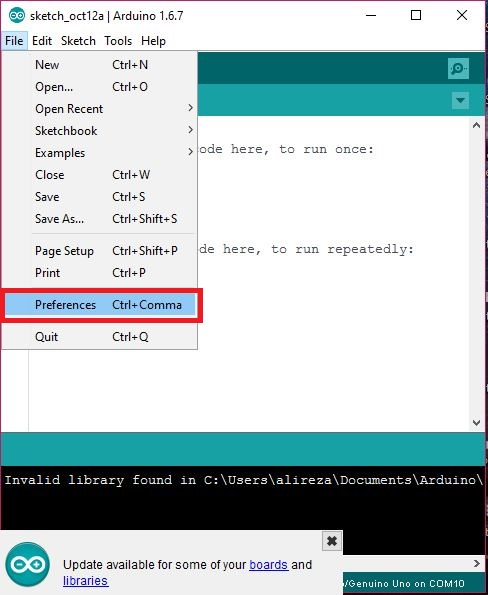 sketch_oct12a | Arduino 1.6.7
File Edit Sketch Tools Help
New Ctrl+N
Open... Ctrl+O
Open Recent
Sketchbook
Examples
Close Ctrl+W
Save Ctrl+S
Save As... Ctrl+Shift+S
Page Setup Ctrl+Shift+P
Print Ctrl+P
Preferences Ctrl+Comma
Quit Ctrl+Q
code here, to run once:
de here, to run repeatedly:
Invalid library found in C:\Users\alireza\Documents\Arduino\
Update available for some of your boards and
libraries
/Genuino Uno on COM10